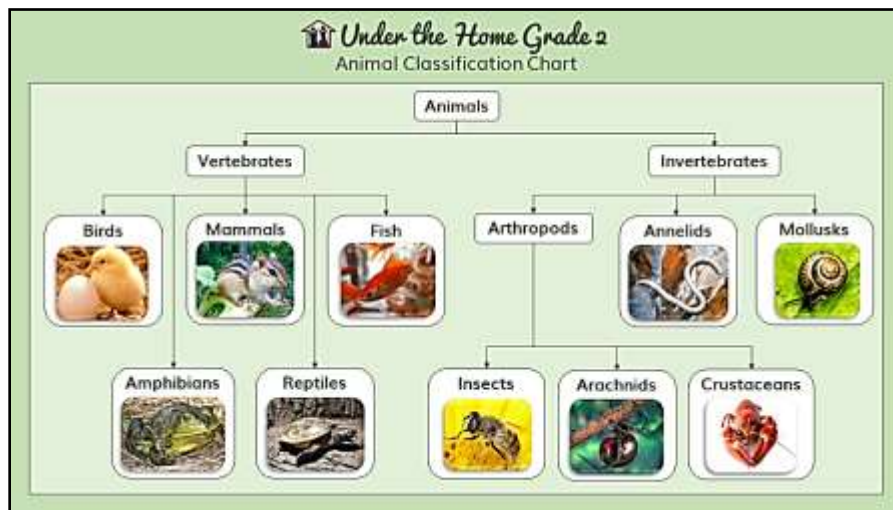 Under the Home Grade 2
Animal Classification Chart
Animals
Vertebrates
Invertebrates
Birds
Mammals
Fish
Arthropods
Annelids
Mollusks
Amphibians
Reptiles
Insects
Arachnids
Crustaceans